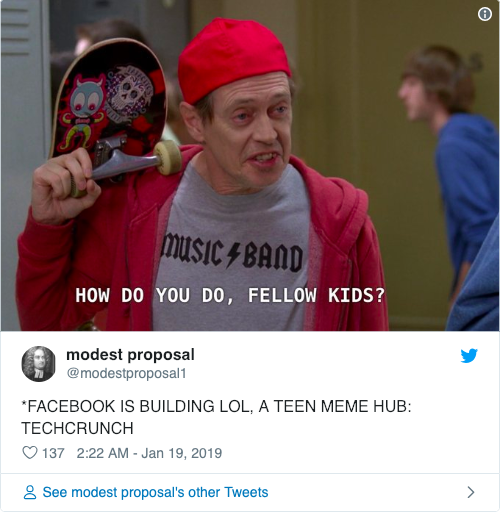 MUSIC⚡BAND
HOW DO YOU DO, FELLOW KIDS?
modest proposal
@modestproposal1
*FACEBOOK IS BUILDING LOL, A TEEN MEME HUB:
TECHCRUNCH
137 2:22 AM - Jan 19, 2019
See modest proposal's other Tweets